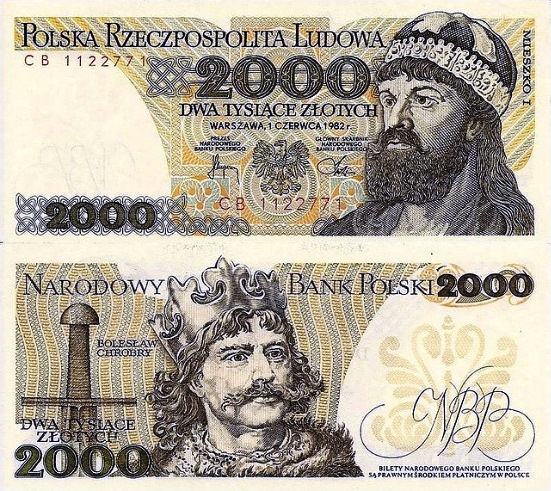 POLSKA RZECZPOSPOLITA LUDOWA
CB 1122771
2000
MIESZKO I
DWA TYSIĄCE ZŁOTYCH
WARSZAWA, 1 CZERWCA 1982 r.
PREZES
NARODOWEGO
BANKU POLSKIEGO
GŁÓWNY SKARBNIK
NARODOWEGO
BANKU POLSKIEGO
2000
CB 1122771
NARODOWY BANK POLSKI 2000
BOLESŁAW
CHROBRY
DWA TYSIĄCE
ZŁOTYCH
2000
NBP
BILETY NARODOWEGO BANKU POLSKIEGO
SĄ PRAWNYM ŚRODKIEM PŁATNICZYM W POLSCE